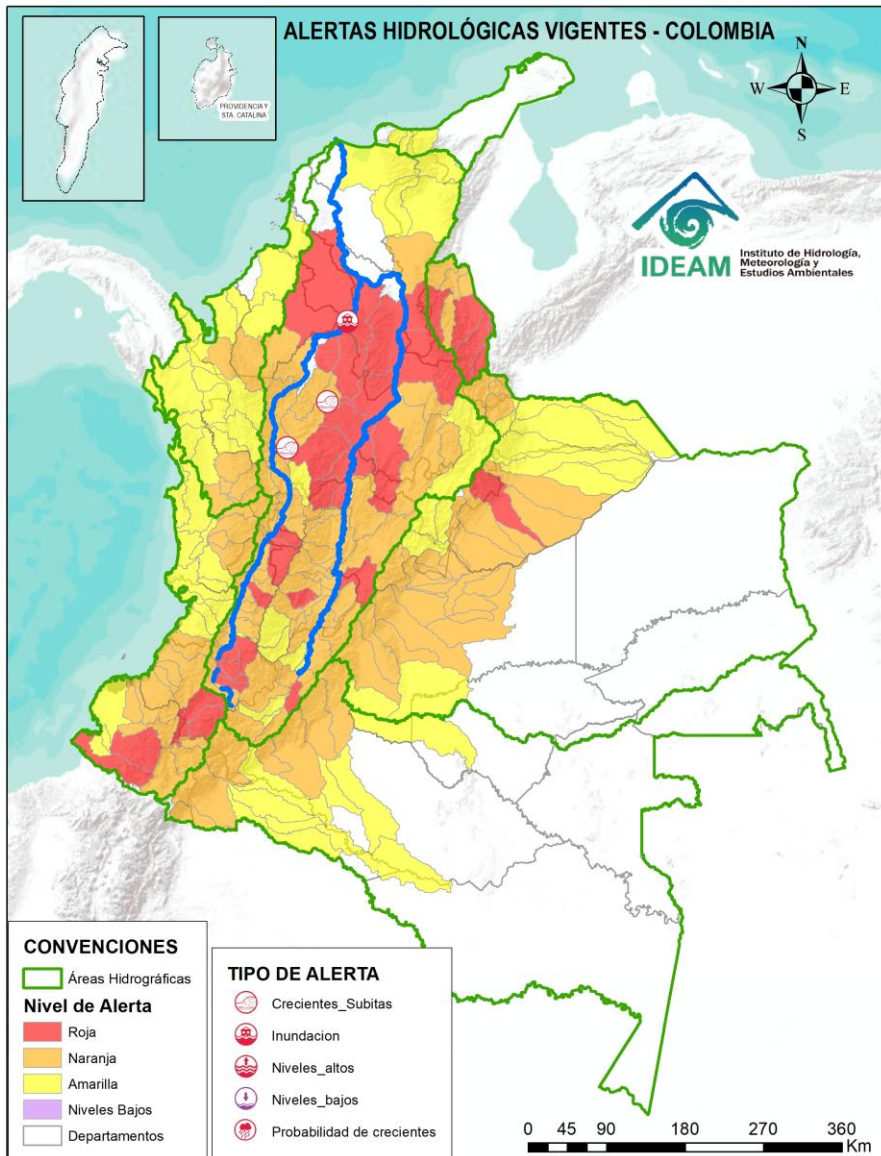 ALERTAS HIDROLÓGICAS VIGENTES - COLOMBIA
PROVIDENCIA Y
STA. CATALINA
N
W
E
S
IDEAM
Instituto de Hidrología,
Meteorología y
Estudios Ambientales
CONVENCIONES
Áreas Hidrográficas
Nivel de Alerta
Roja
Naranja
Amarilla
Niveles Bajos
Departamentos
TIPO DE ALERTA
Crecientes_Subitas
Inundacion
Niveles_altos
Niveles_bajos
Probabilidad de crecientes
0 45 90 180 270 360
Km